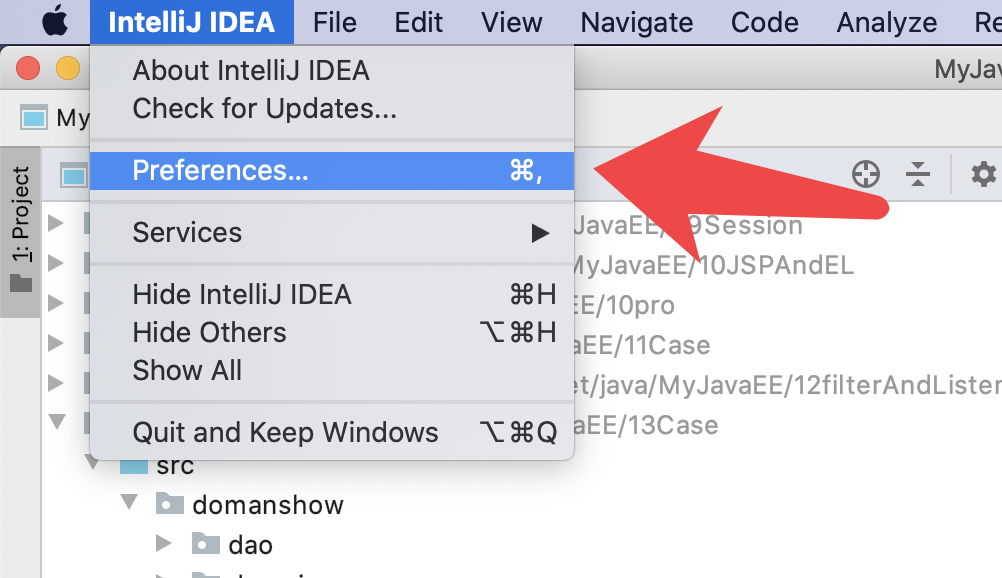 IntelliJ IDEA File Edit View Navigate Code Analyze Re
MyJav
About IntelliJ IDEA
Check for Updates...
My
Preferences... ⌘,
1: Project
Services ▶
JavaEE/ 9Session
MyJavaEE/10JSPAndEL
Hide IntelliJ IDEA ⌘H
EE/10pro
Hide Others ⌥⌘H
aEE/11Case
Show All
et/java/MyJavaEE/12filterAndListen
Quit and Keep Windows ⌥⌘Q
aEE/13Case
src
domanshow
dao